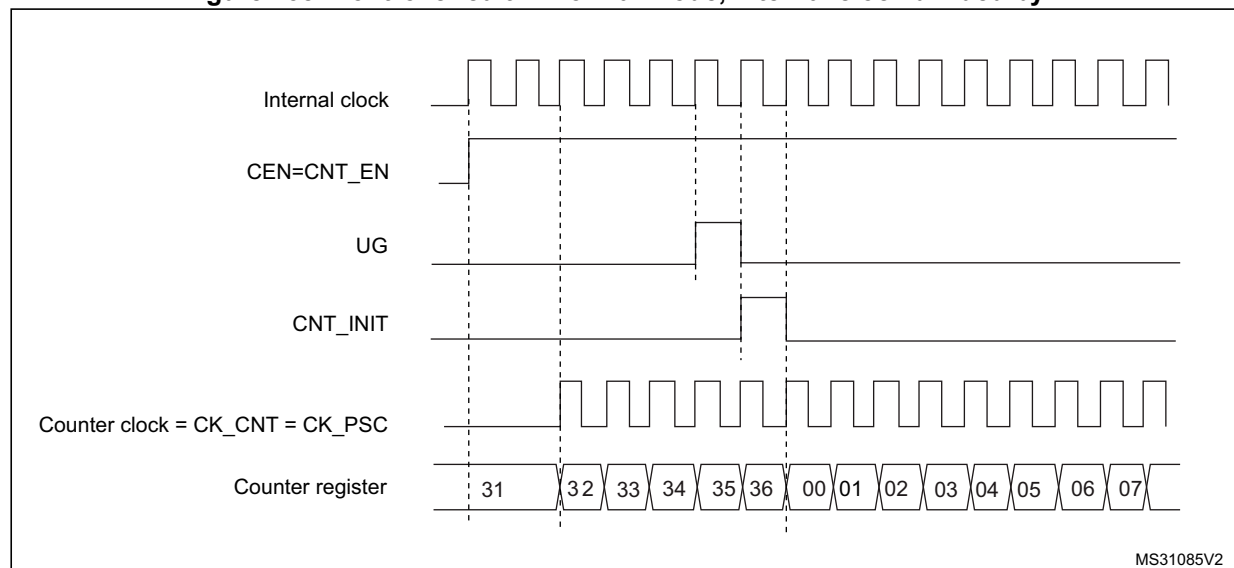 Internal clock
CEN=CNT_EN
UG
CNT_INIT
Counter clock = CK_CNT = CK_PSC
Counter register 31 32 33 34 35 36 00 01 02 03 04 05 06 07
MS31085V2